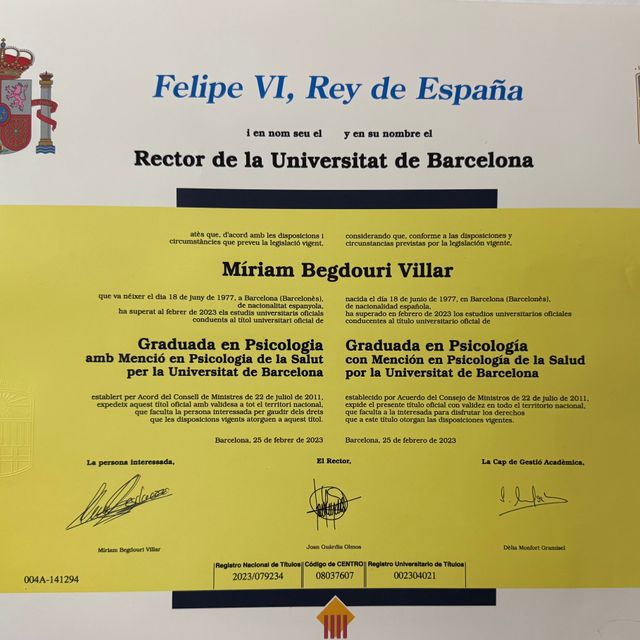 Felipe VI, Rey de España
i en nom seu el y en su nombre el
Rector de la Universitat de Barcelona
atès que, d'acord amb les disposicions i
circumstàncies que preveu la legislació vigent,
considerando que, conforme a las disposiciones y
circunstancias previstas por la legislación vigente,
Míriam Begdouri Villar
que va néixer el dia 18 de juny de 1977, a Barcelona (Barcelonès),
de nacionalitat espanyola,
ha superat al febrer de 2023 els estudis universitaris oficials
conduents al títol universitari oficial de
nacida el día 18 de junio de 1977, en Barcelona (Barcelonès),
de nacionalidad española,
ha superado en febrero de 2023 los estudios universitarios oficiales
conducentes al título universitario oficial de
Graduada en Psicologia
amb Menció en Psicologia de la Salut
per la Universitat de Barcelona
Graduada en Psicología
con Mención en Psicología de la Salud
por la Universitat de Barcelona
establert per Acord del Consell de Ministres de 22 de juliol de 2011,
expedeix aquest títol oficial amb validesa a tot el territori nacional,
que faculta la persona interessada per gaudir dels drets
que les disposicions vigents atorguen a aquest títol.
establecido por Acuerdo del Consejo de Ministros de 22 de julio de 2011,
expide el presente título oficial con validez en todo el territorio nacional,
que faculta a la interesada para disfrutar los derechos
que a este título otorgan las disposiciones vigentes.
Barcelona, 25 de febrer de 2023
Barcelona, 25 de febrero de 2023
La persona interessada, El Rector, La Cap de Gestió Acadèmica,
Míriam Begdouri Villar Joan Guàrdia Olmos Dèlia Monfort Gramisel
Registro Nacional de Títulos Código de CENTRO Registro Universitario de Títulos
004A-141294 2023/079234 08037607 002304021